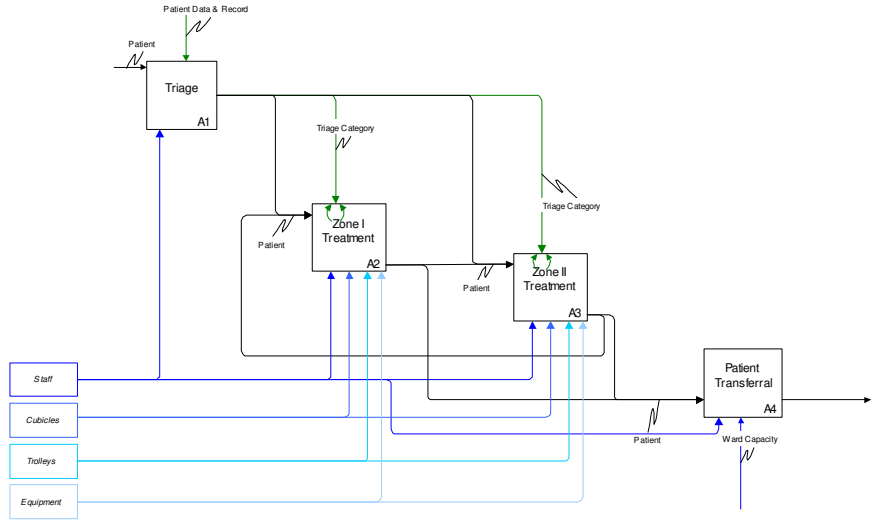 Patient Data & Record
Patient
Triage
A1
Triage Category
Triage Category
Zone I
Treatment
A2
Patient
Zone II
Treatment
A3
Patient
Staff
Cubicles
Trolleys
Equipment
Patient
Transferral
A4
Patient
Ward Capacity